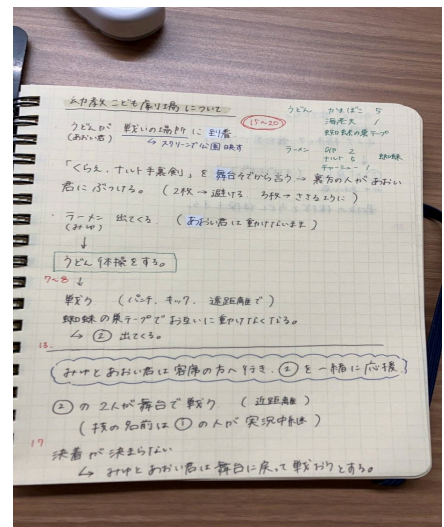 幼教こども劇場について
うどん かまぼこ 5
海老天 1
蜘蛛の巣テープ
うどんが 戦いの場所に 到着
(あおい君)
15〜20
↳ スクリーンに公園映す
ラーメン のり 2
ナルト 5 蜘蛛
チャーシュー 1
「くらえ、ナルト手裏剣」を舞台そでから言う → 裏方の人があおい
君にぶつける。 (2枚→避ける 3枚→ささるように)
・ラーメン 出てくる。 (あおい君は動けないまま)
(みゆ)
↓
うどん体操をする。
7〜8 ↓
戦う (パンチ、キック、遠距離で)
蜘蛛の巣テープでお互いに動けなくなる。
↳ ② 出てくる。
13.
みゆとあおい君は客席の方へ行き、②を一緒に応援
②の2人が舞台で戦う (近距離)
(技の名前は①の人が実況中継)
17
決着が決まらない
↳ みゆとあおい君は舞台に戻って戦おうとする。